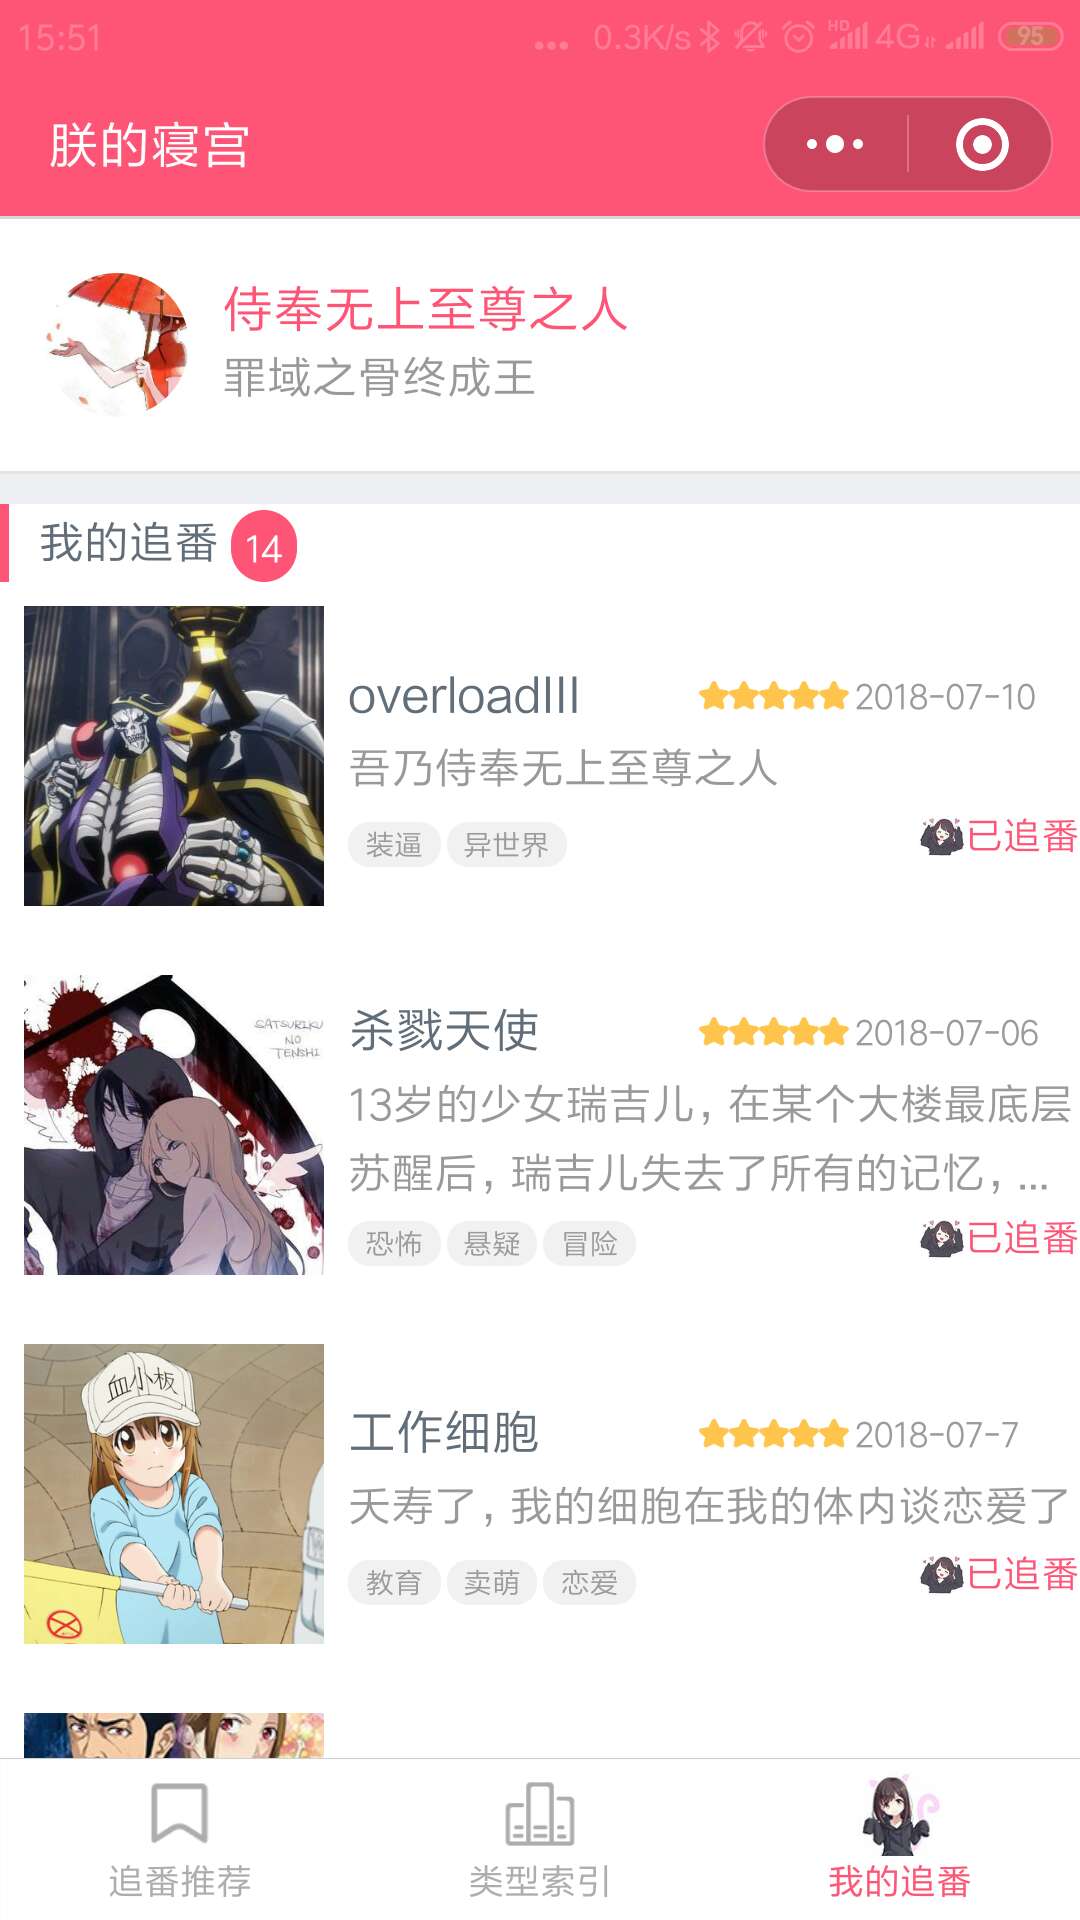 15:51
... 0.3K/s HD 4G 95
朕的寝宫
侍奉无上至尊之人
罪域之骨终成王
我的追番 14
overloadIII 2018-07-10
吾乃侍奉无上至尊之人
装逼 异世界 已追番
SATSURIKU
NO
TENSHI
杀戮天使 2018-07-06
13岁的少女瑞吉儿，在某个大楼最底层
苏醒后，瑞吉儿失去了所有的记忆，...
恐怖 悬疑 冒险 已追番
血小板
工作细胞 2018-07-7
夭寿了，我的细胞在我的体内谈恋爱了
教育 卖萌 恋爱 已追番
追番推荐 类型索引 我的追番